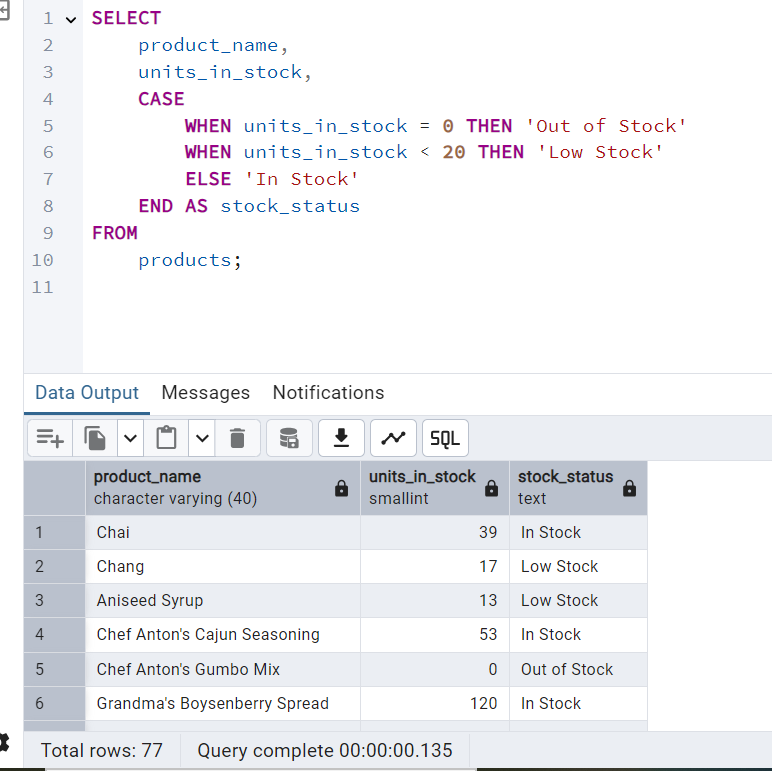 1 SELECT
2 product_name,
3 units_in_stock,
4 CASE
5 WHEN units_in_stock = 0 THEN 'Out of Stock'
6 WHEN units_in_stock < 20 THEN 'Low Stock'
7 ELSE 'In Stock'
8 END AS stock_status
9 FROM
10 products;
11
Data Output Messages Notifications
SQL
product_name units_in_stock stock_status
character varying (40) smallint text
1 Chai 39 In Stock
2 Chang 17 Low Stock
3 Aniseed Syrup 13 Low Stock
4 Chef Anton's Cajun Seasoning 53 In Stock
5 Chef Anton's Gumbo Mix 0 Out of Stock
6 Grandma's Boysenberry Spread 120 In Stock
Total rows: 77 Query complete 00:00:00.135